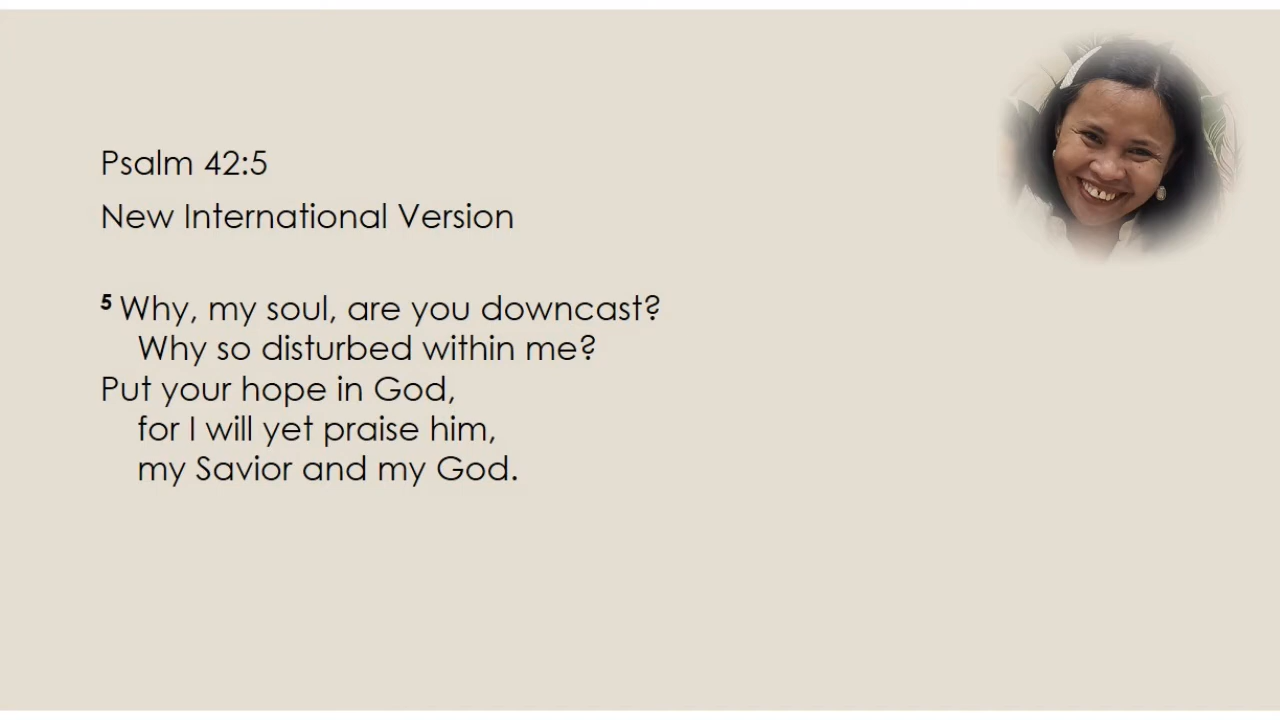 Psalm 42:5
New International Version
5 Why, my soul, are you downcast?
Why so disturbed within me?
Put your hope in God,
for I will yet praise him,
my Savior and my God.